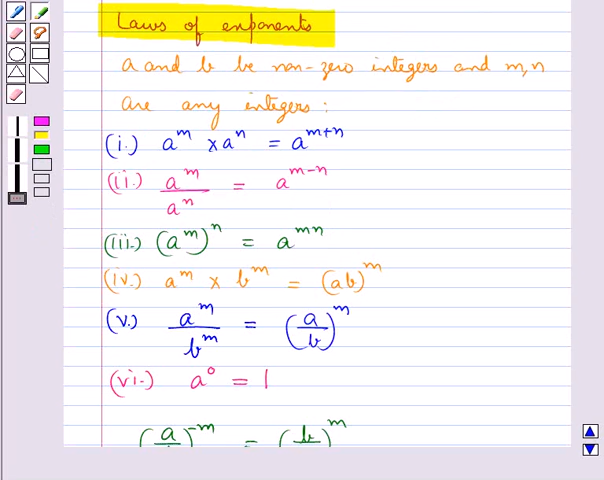 Laws of exponents
a and b be non-zero integers and m, n
are any integers :
(i.) a^m × a^n = a^(m+n)
(ii.) a^m / a^n = a^(m-n)
(iii.) (a^m)^n = a^(mn)
(iv.) a^m × b^m = (ab)^m
(v.) a^m / b^m = (a/b)^m
(vi.) a^0 = 1
(a/b)^(-m) = (b/)^m